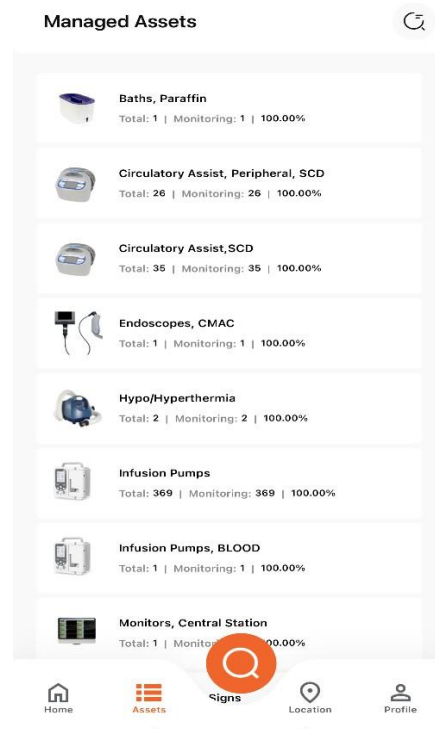 Managed Assets
Baths, Paraffin
Total: 1 | Monitoring: 1 | 100.00%
Circulatory Assist, Peripheral, SCD
Total: 26 | Monitoring: 26 | 100.00%
Circulatory Assist,SCD
Total: 35 | Monitoring: 35 | 100.00%
Endoscopes, CMAC
Total: 1 | Monitoring: 1 | 100.00%
Hypo/Hyperthermia
Total: 2 | Monitoring: 2 | 100.00%
Infusion Pumps
Total: 369 | Monitoring: 369 | 100.00%
Infusion Pumps, BLOOD
Total: 1 | Monitoring: 1 | 100.00%
Monitors, Central Station
Total: 1 | Monito 00.00%
Home Assets Signs Location Profile